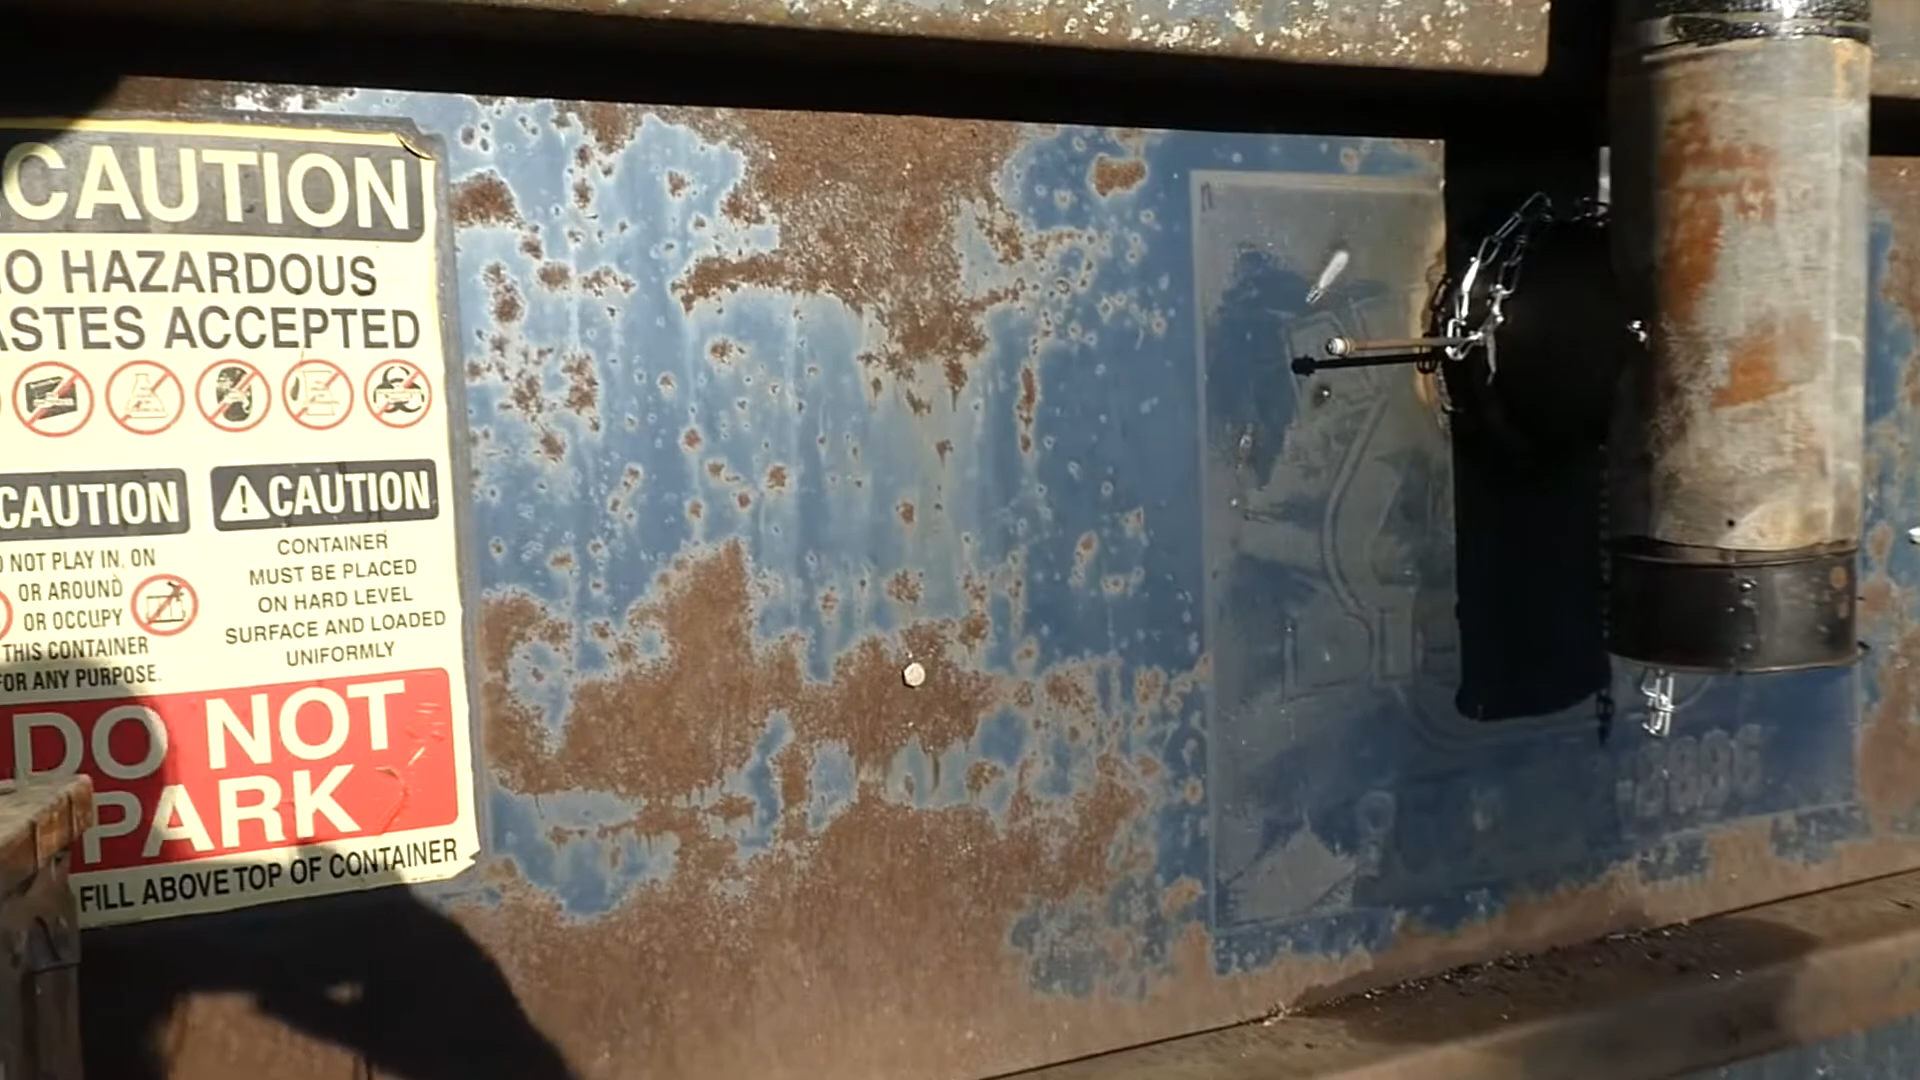 CAUTION
O HAZARDOUS
ASTES ACCEPTED
CAUTION
O NOT PLAY IN, ON
OR AROUND
OR OCCUPY
THIS CONTAINER
FOR ANY PURPOSE.
CAUTION
CONTAINER
MUST BE PLACED
ON HARD LEVEL
SURFACE AND LOADED
UNIFORMLY
DO NOT
PARK
FILL ABOVE TOP OF CONTAINER